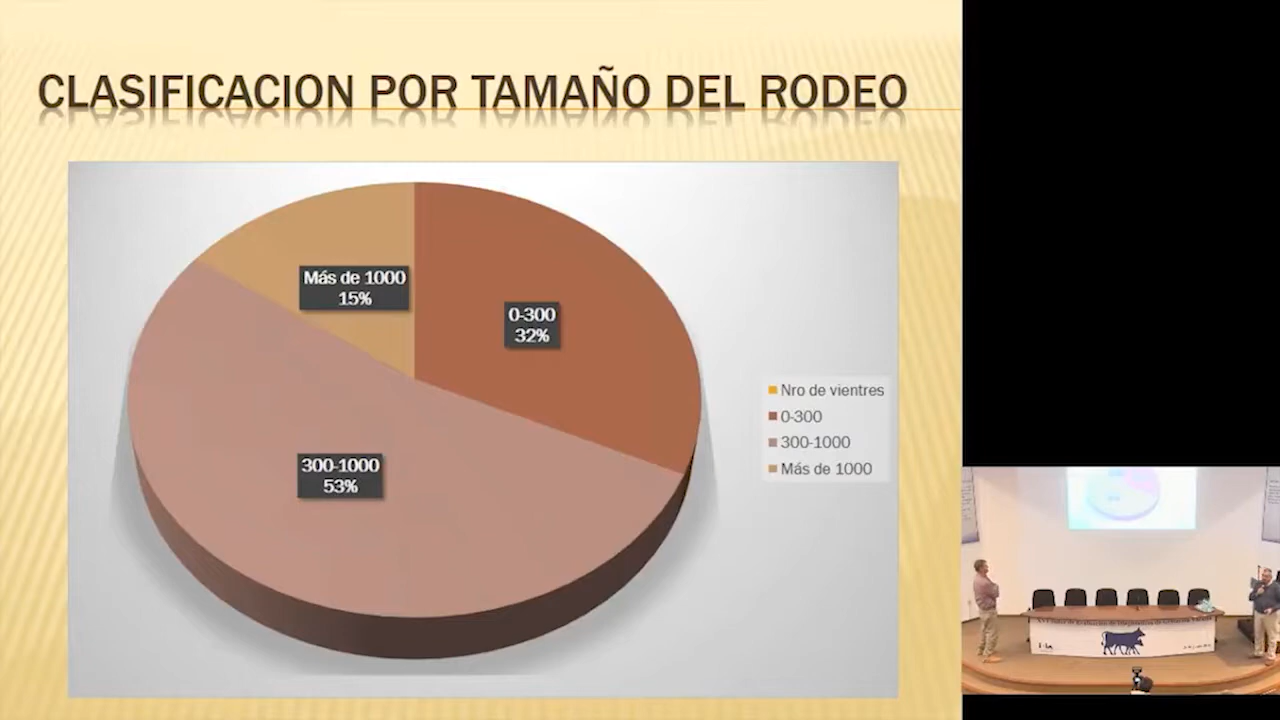 CLASIFICACION POR TAMAÑO DEL RODEO
Más de 1000
15%
0-300
32%
300-1000
53%
Nro de vientres
0-300
300-1000
Más de 1000